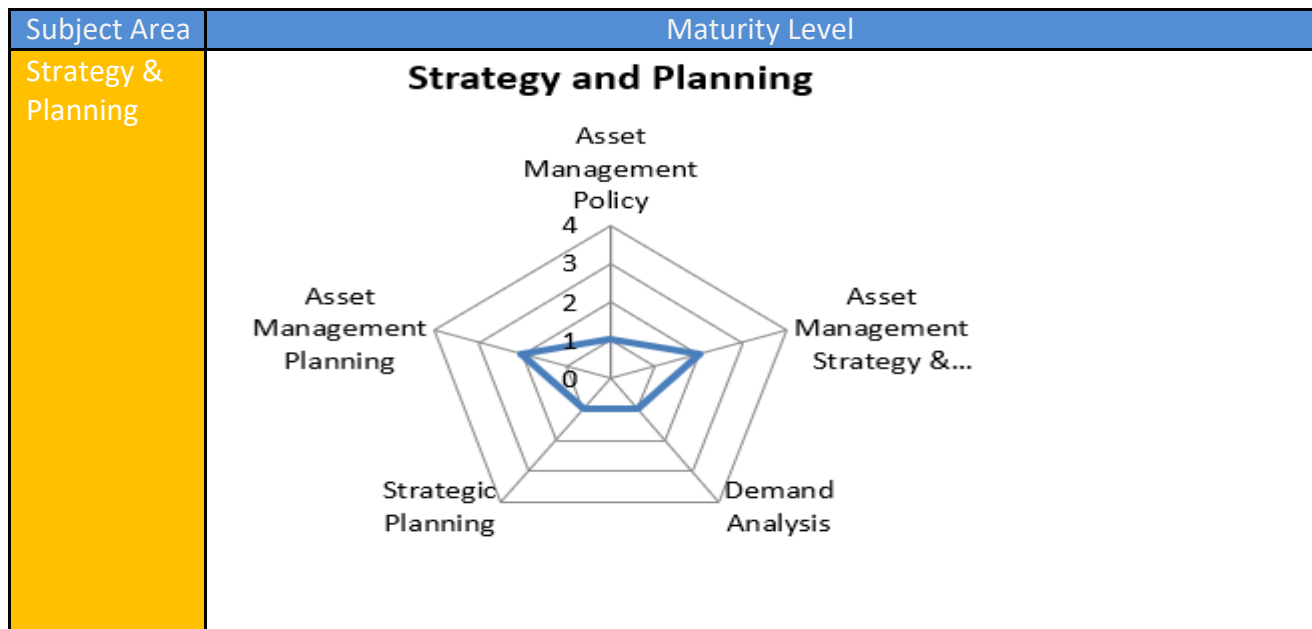 Subject Area
Maturity Level
Strategy &
Planning
Strategy and Planning
Asset
Management
Policy
4
3
2
1
0
Asset
Management
Strategy &...
Demand
Analysis
Strategic
Planning
Asset
Management
Planning